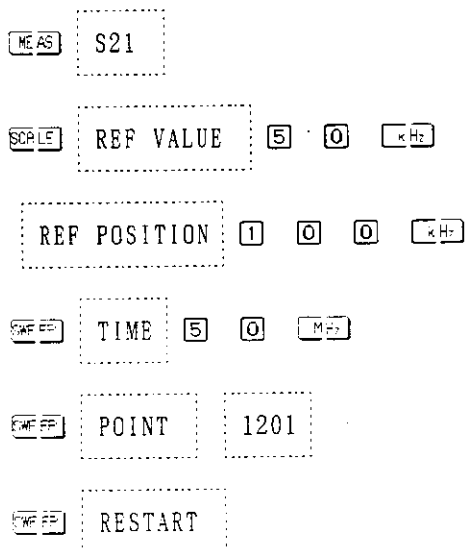 MEAS S21
SCALE REF VALUE 5 0 kHz
REF POSITION 1 0 0 kHz
SWEEP TIME 5 0 MHz
SWEEP POINT 1201
SWEEP RESTART